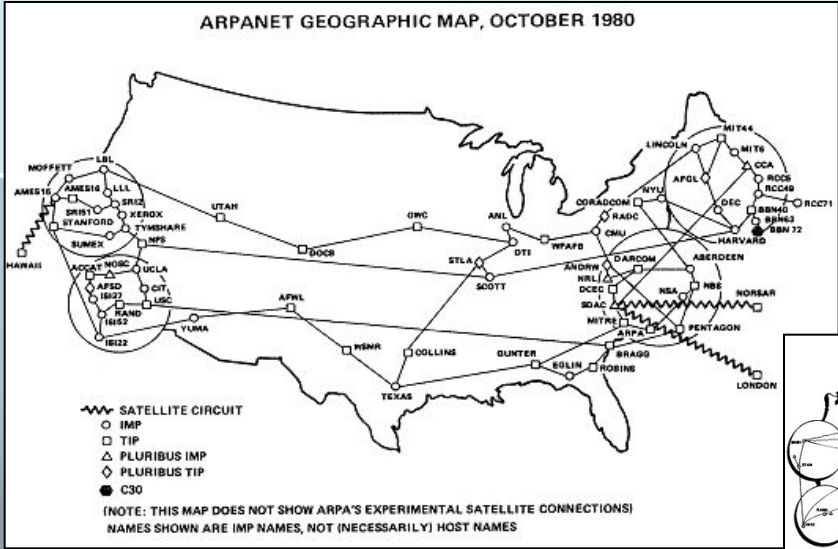 ARPANET GEOGRAPHIC MAP, OCTOBER 1980
MIT44
LINCOLN
MIT6
CCA
AFGL
RCC5
RCC49
RCC71
DEC
BBN40
BBN63
BBN 72
HARVARD
NYU
CORADCOM
RADC
CMU
MOFFETT
LBL
AMES15
AMES16
LLL
SRI2
SRI51
XEROX
STANFORD
TYMSHARE
SUMEX
NPS
HAWAII
UTAH
GWC
DOCB
ANL
WPAFB
DTI
STLA
SCOTT
ABERDEEN
ANDRW
DARCOM
NRL
DCEC
NSA
NBS
SDAC
NORSAR
MITRE
ARPA
PENTAGON
BRAGG
LONDON
ACCAT
NOSC
UCLA
AFSD
CIT
ISI27
RAND
USC
ISI52
ISI22
YUMA
AFWL
WSMR
COLLINS
TEXAS
GUNTER
EGLIN
ROBINS
SATELLITE CIRCUIT
IMP
TIP
PLURIBUS IMP
PLURIBUS TIP
C30
(NOTE: THIS MAP DOES NOT SHOW ARPA'S EXPERIMENTAL SATELLITE CONNECTIONS)
NAMES SHOWN ARE IMP NAMES, NOT (NECESSARILY) HOST NAMES